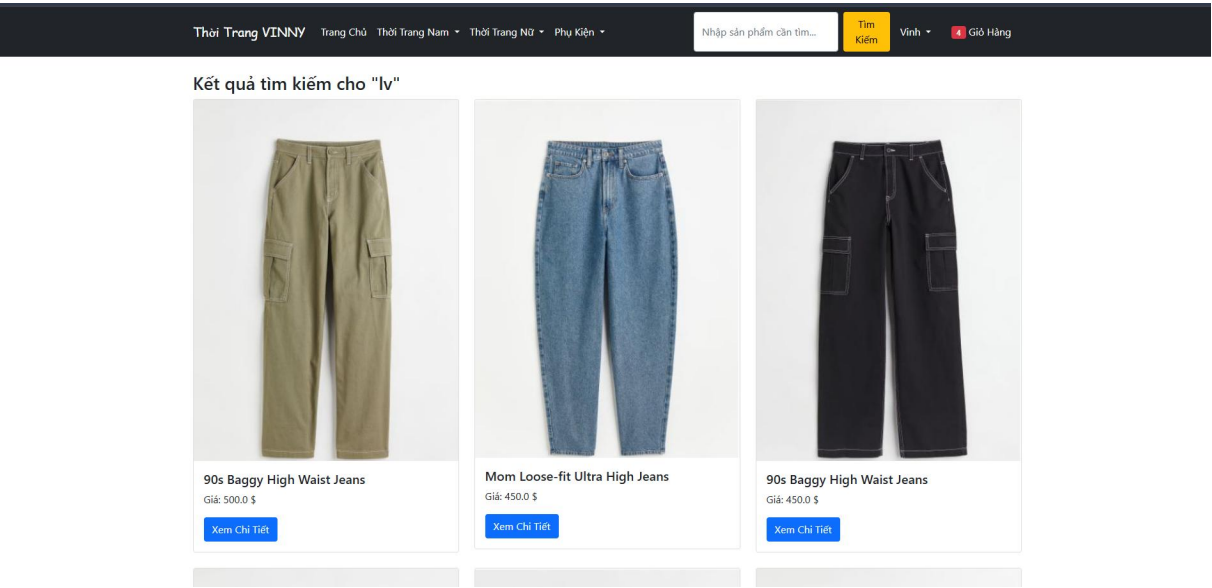 Thời Trang VINNY Trang Chủ Thời Trang Nam Thời Trang Nữ Phụ Kiện Nhập sản phẩm cần tìm... Tìm Kiếm Vinh 4 Giỏ Hàng
Kết quả tìm kiếm cho "lv"
90s Baggy High Waist Jeans
Giá: 500.0 $
Xem Chi Tiết
Mom Loose-fit Ultra High Jeans
Giá: 450.0 $
Xem Chi Tiết
90s Baggy High Waist Jeans
Giá: 450.0 $
Xem Chi Tiết